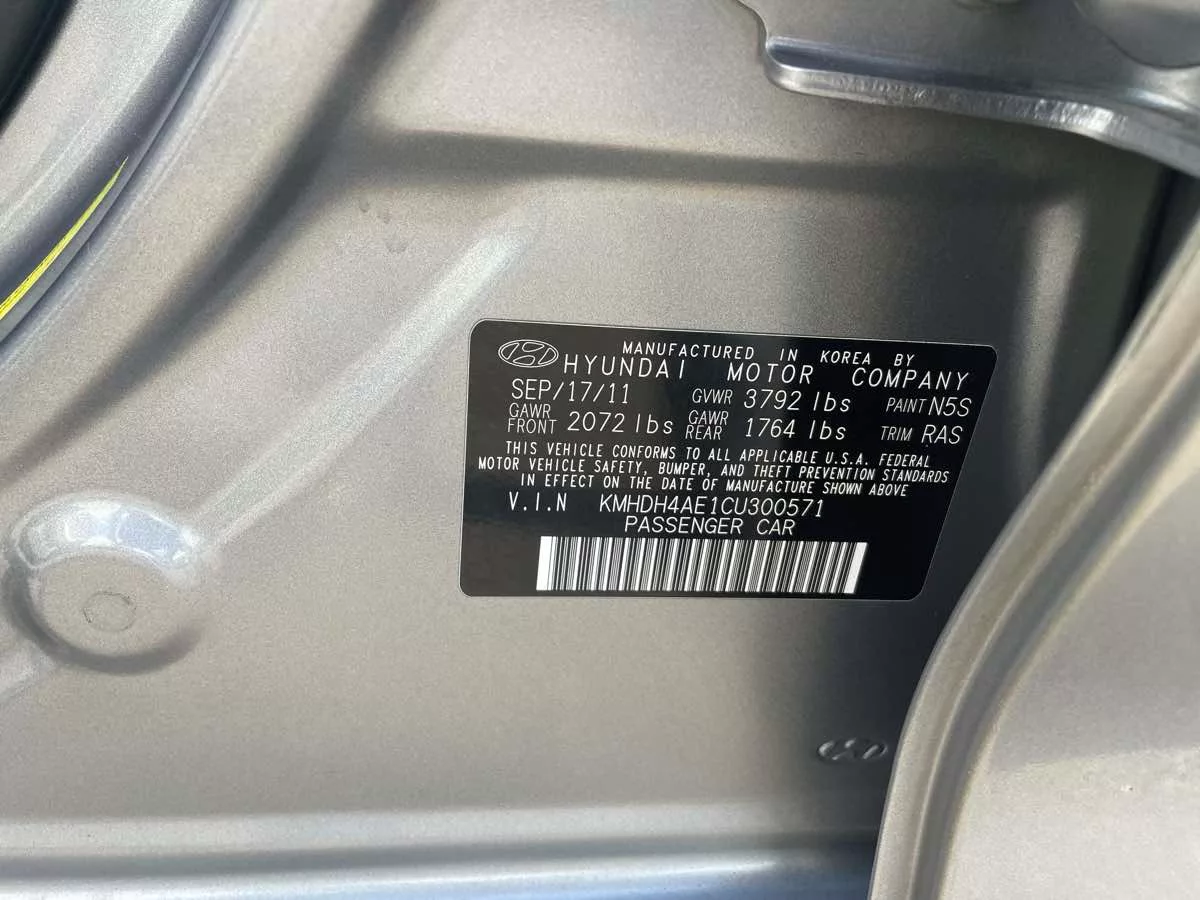 MANUFACTURED IN KOREA BY
HYUNDAI MOTOR COMPANY
SEP/17/11 GVWR 3792 lbs PAINT N5S
GAWR FRONT 2072 lbs GAWR REAR 1764 lbs TRIM RAS
THIS VEHICLE CONFORMS TO ALL APPLICABLE U.S.A. FEDERAL
MOTOR VEHICLE SAFETY, BUMPER, AND THEFT PREVENTION STANDARDS
IN EFFECT ON THE DATE OF MANUFACTURE SHOWN ABOVE
V.I.N KMHDH4AE1CU300571
PASSENGER CAR